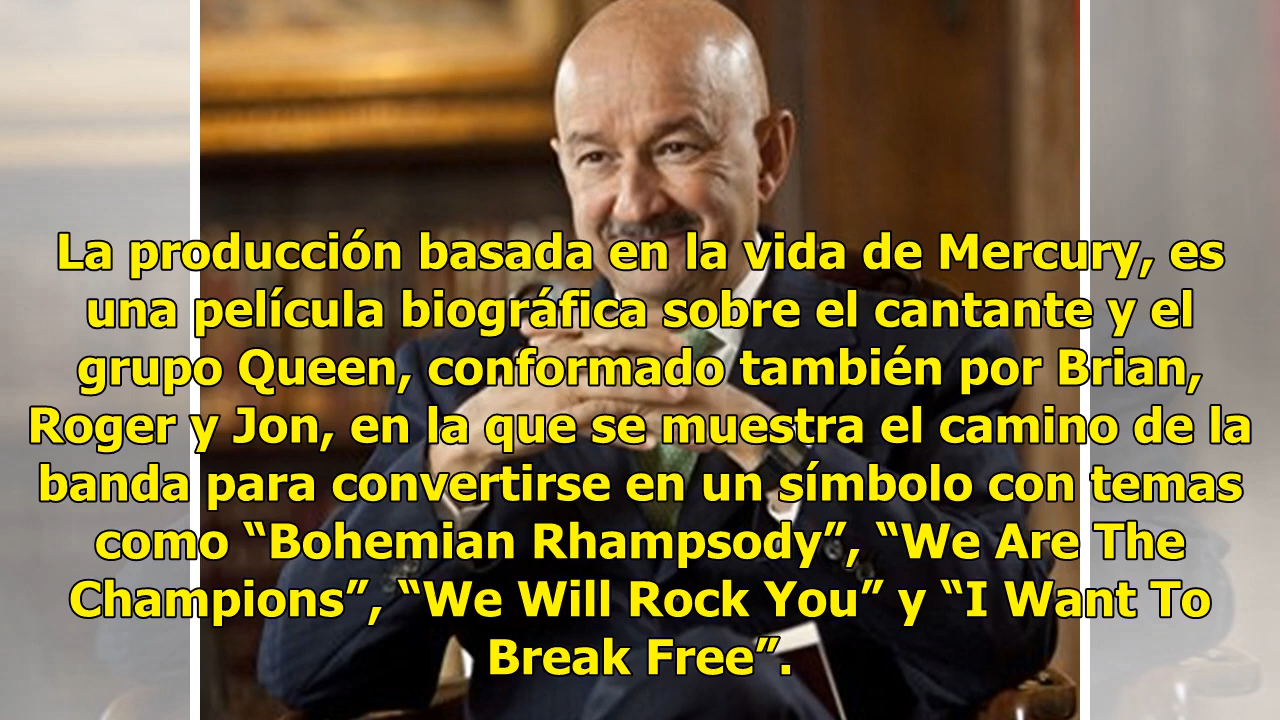 La producción basada en la vida de Mercury, es
una película biográfica sobre el cantante y el
grupo Queen, conformado también por Brian,
Roger y Jon, en la que se muestra el camino de la
banda para convertirse en un símbolo con temas
como “Bohemian Rhampsody”, “We Are The
Champions”, “We Will Rock You” y “I Want To
Break Free”.